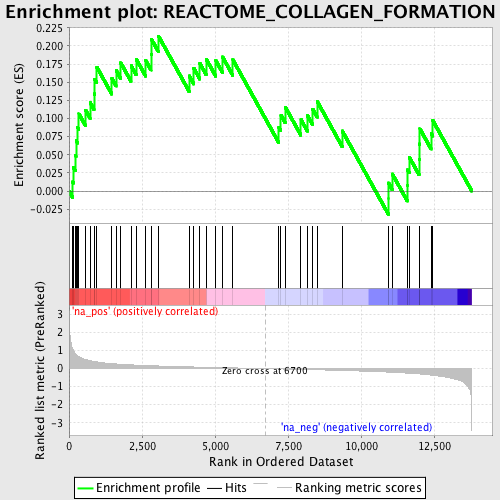 Enrichment plot: REACTOME_COLLAGEN_FORMATION
Enrichment score (ES)
0.225
0.200
0.175
0.150
0.125
0.100
0.075
0.050
0.025
0.000
-0.025
'na_pos' (positively correlated)
Ranked list metric (PreRanked)
3
2
1
0
-1
-2
-3
Zero cross at 6700
'na_neg' (negatively correlated)
0
2,500
5,000
7,500
10,000
12,500
Rank in Ordered Dataset
Enrichment profile
Hits
Ranking metric scores